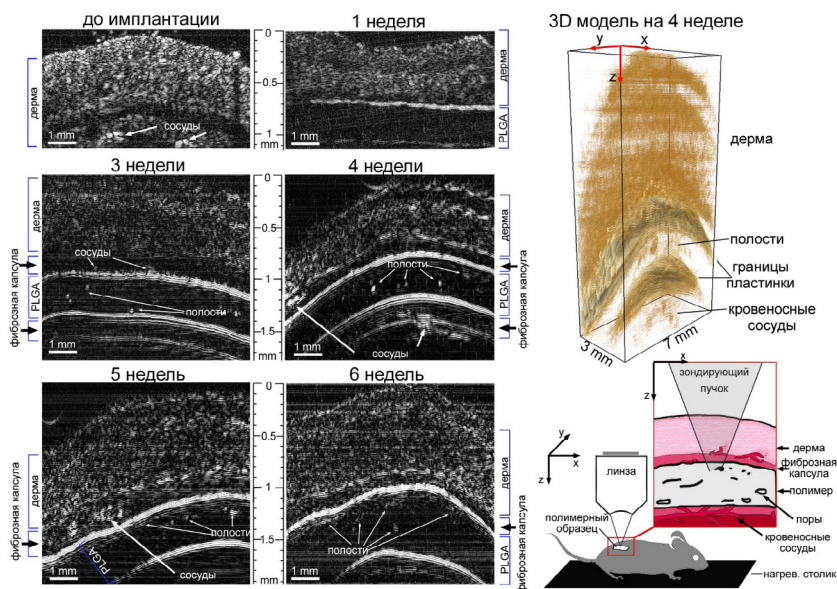 до имплантации
дерма
сосуды
1 mm
0
1
mm
1 неделя
дерма
PLGA
1 mm
3 недели
0
0.5
1
1.5
mm
дерма
фиброзная капсула
PLGA
сосуды
полости
1 mm
4 недели
дерма
PLGA
фиброзная капсула
полости
сосуды
1 mm
5 недель
0
0.5
1
1.5
mm
дерма
фиброзная капсула
PLGA
полости
сосуды
1 mm
6 недель
дерма
PLGA
фиброзная капсула
полости
1 mm
3D модель на 4 неделе
y
x
z
дерма
полости
границы
пластинки
кровеносные
сосуды
3 mm
7 mm
x
z
зондирующий
пучок
дерма
фиброзная
капсула
полимер
поры
кровеносные
сосуды
y
x
z
линза
полимерный
образец
нагрев. столик